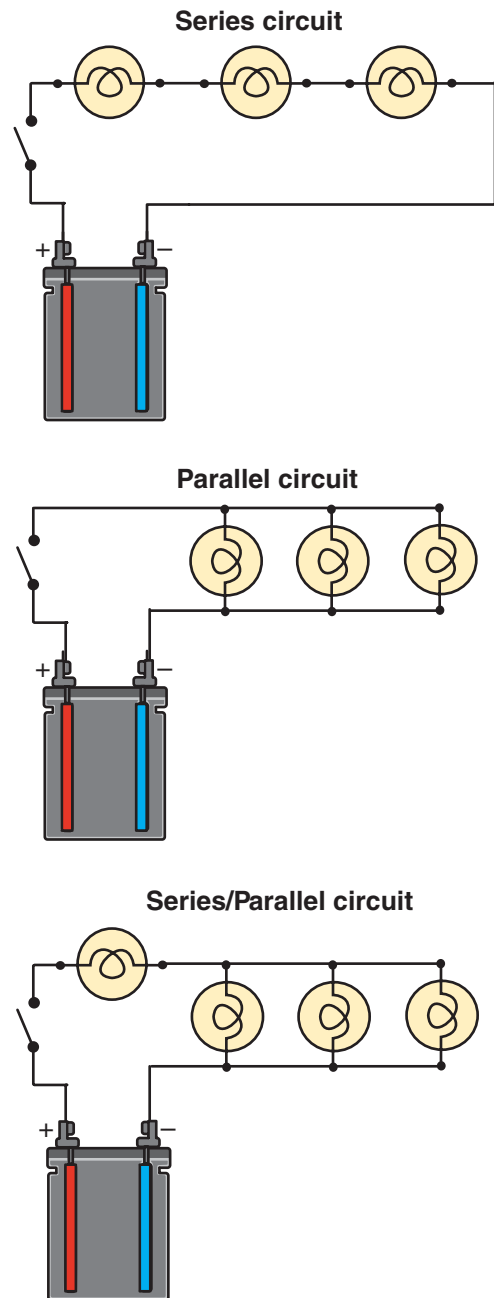 Series circuit
+ −
Parallel circuit
+ −
Series/Parallel circuit
+ −